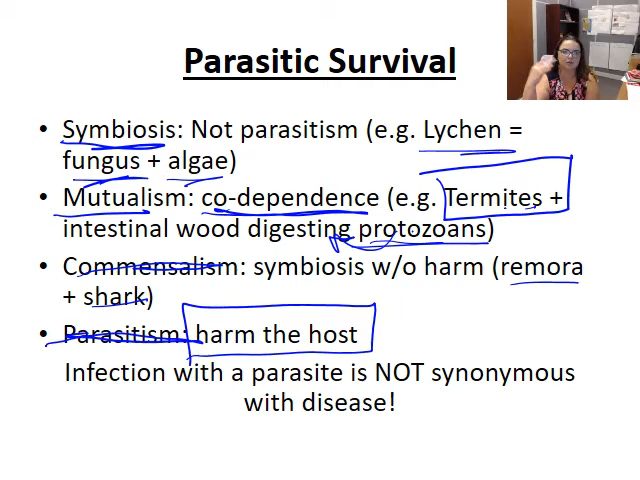 Parasitic Survival
• Symbiosis: Not parasitism (e.g. Lychen =
fungus + algae)
• Mutualism: co-dependence (e.g. Termites +
intestinal wood digesting protozoans)
• Commensalism: symbiosis w/o harm (remora
+ shark)
• Parasitism: harm the host
Infection with a parasite is NOT synonymous
with disease!